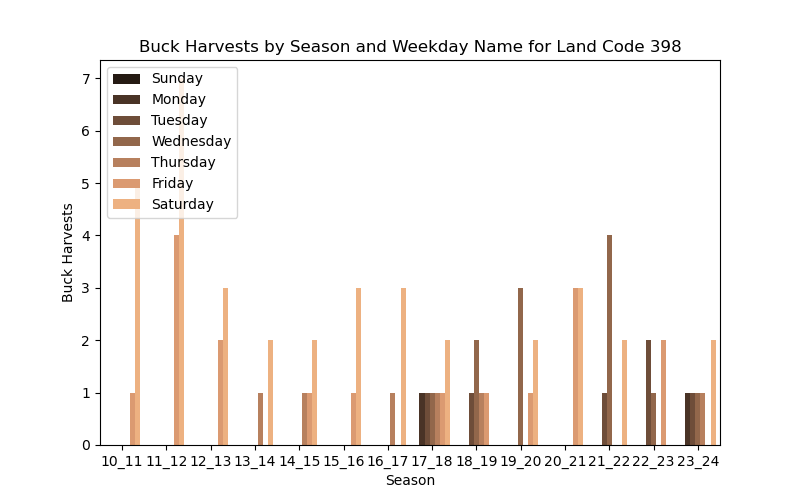 Buck Harvests by Season and Weekday Name for Land Code 398
Sunday
Monday
Tuesday
Wednesday
Thursday
Friday
Saturday
7
6
5
4
3
2
1
0
Buck Harvests
10_11 11_12 12_13 13_14 14_15 15_16 16_17 17_18 18_19 19_20 20_21 21_22 22_23 23_24
Season